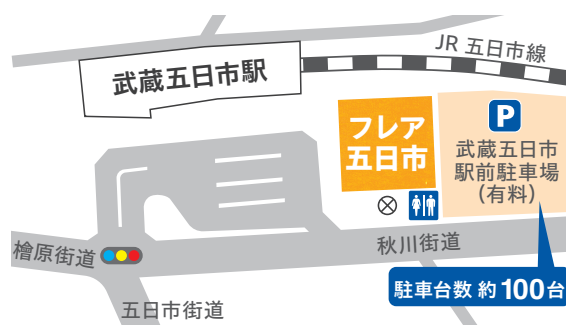 JR 五日市線
武蔵五日市駅
フレア
五日市
P
武蔵五日市
駅前駐車場
(有料)
秋川街道
檜原街道
駐車台数 約100台
五日市街道